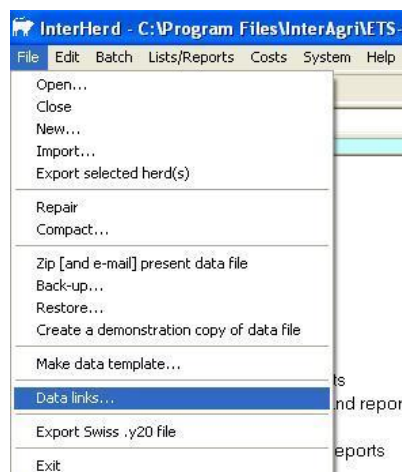 InterHerd - C:\Program Files\InterAgri\ETS-
File Edit Batch Lists/Reports Costs System Help
Open...
Close
New...
Import...
Export selected herd(s)
Repair
Compact...
Zip [and e-mail] present data file
Back-up...
Restore...
Create a demonstration copy of data file
Make data template...
ts
Data links...
nd repor
Export Swiss .y20 file
eports
Exit